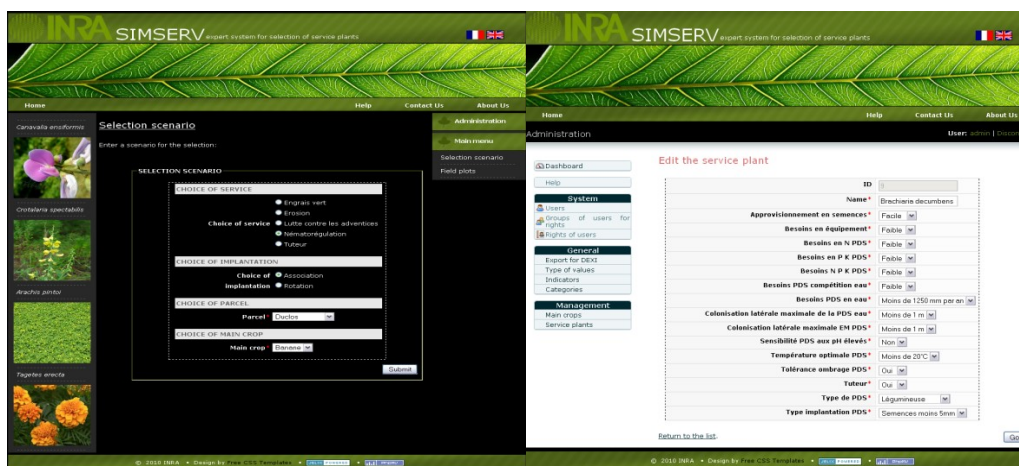 INRA SIMSERV expert system for selection of service plants
Home Help Contact Us About Us
Canavalia ensiformis
Crotalaria spectabilis
Arachis pintoi
Tagetes erecta
Selection scenario
Enter a scenario for the selection:
SELECTION SCENARIO
CHOICE OF SERVICE
Choice of service
Engrais vert
Erosion
Lutte contre les adventices
Nématorégulation
Tuteur
CHOICE OF IMPLANTATION
Choice of implantation
Association
Rotation
CHOICE OF PARCEL
Parcel* Duclos
CHOICE OF MAIN CROP
Main crop* Banane
Submit
Administration
Main menu
Selection scenario
Field plots
© 2010 INRA • Design by Free CSS Templates •
INRA SIMSERV expert system for selection of service plants
Home Help Contact Us About Us
Administration User: admin | Discon
Dashboard
Help
System
Users
Groups of users for rights
Rights of users
General
Export for DEXI
Type of values
Indicators
Categories
Management
Main crops
Service plants
Edit the service plant
ID
Name* Brechiaria decumbens
Approvisionnement en semences* Facile
Besoins en équipement* Faible
Besoins en N PDS* Faible
Besoins en P K PDS* Faible
Besoins N P K PDS* Faible
Besoins PDS compétition eau* Faible
Besoins PDS en eau* Moins de 1250 mm per an
Colonisation latérale maximale de la PDS eau* Moins de 1 m
Colonisation latérale maximale EM PDS* Moins de 1 m
Sensibilité PDS aux pH élevés* Non
Température optimale PDS* Moins de 20°C
Tolérance ombrage PDS* Oui
Tuteur* Oui
Type de PDS* Légumineuse
Type implantation PDS* Semences moins 5mm
Return to the list.
Go
© 2010 INRA • Design by Free CSS Templates •